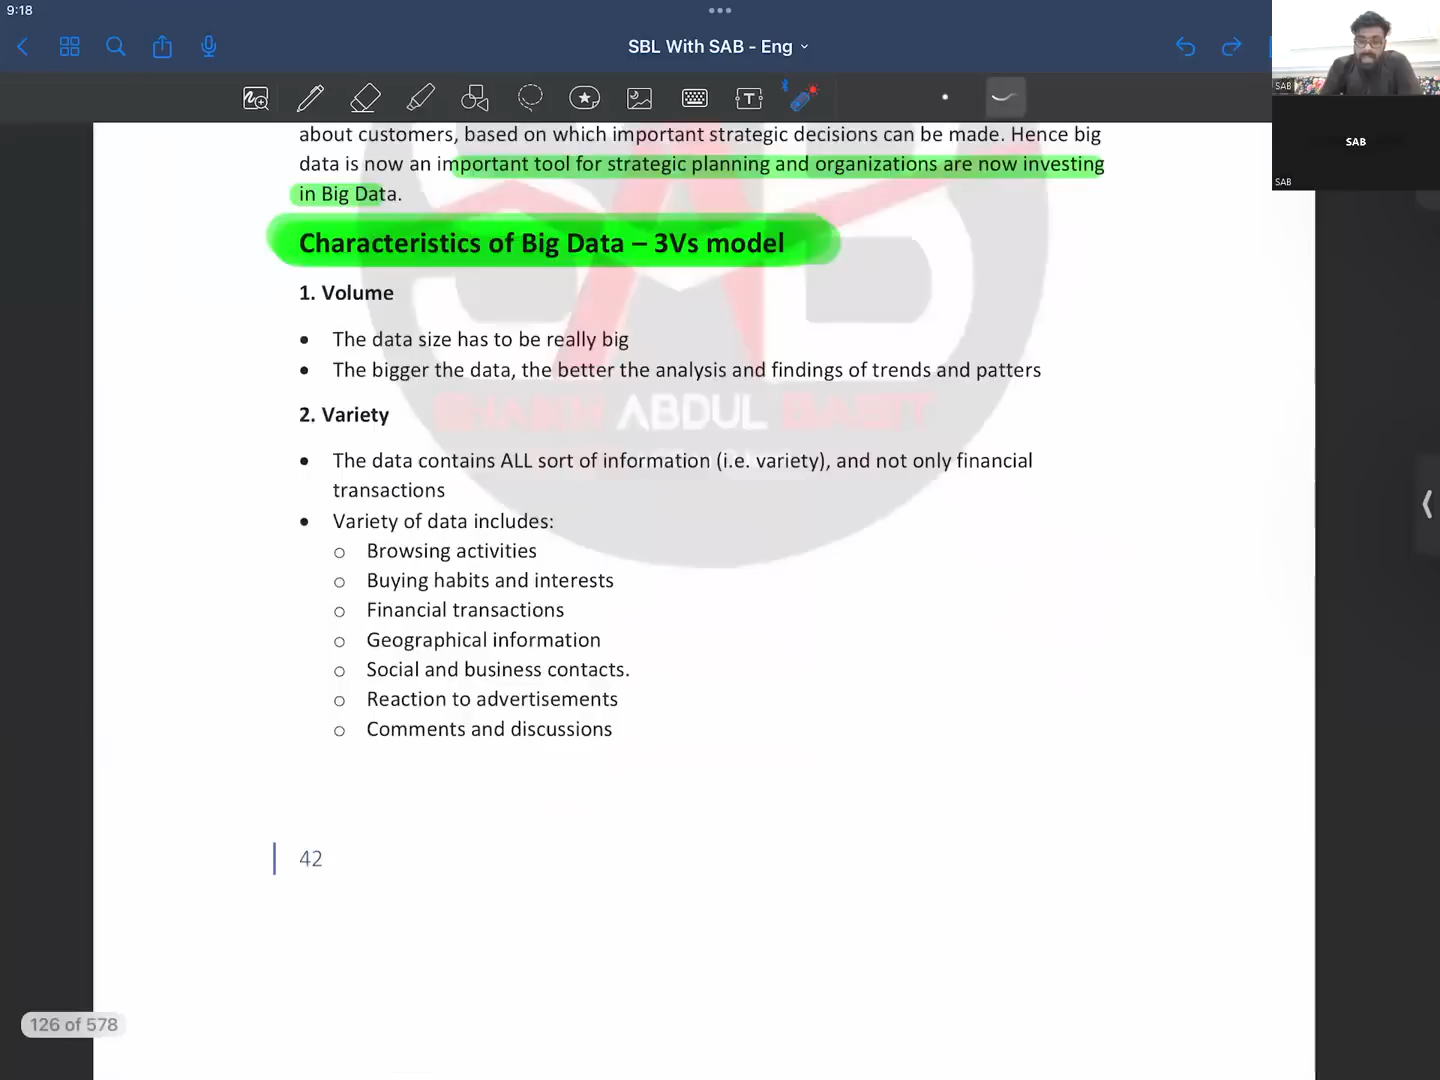 9:18
SBL With SAB - Eng
SAB
SAB
SAB
about customers, based on which important strategic decisions can be made. Hence big
data is now an important tool for strategic planning and organizations are now investing
in Big Data.
Characteristics of Big Data – 3Vs model
1. Volume
• The data size has to be really big
• The bigger the data, the better the analysis and findings of trends and patters
2. Variety
SHAIKH ABDUL BASIT
• The data contains ALL sort of information (i.e. variety), and not only financial
transactions
• Variety of data includes:
o Browsing activities
o Buying habits and interests
o Financial transactions
o Geographical information
o Social and business contacts.
o Reaction to advertisements
o Comments and discussions
42
126 of 578